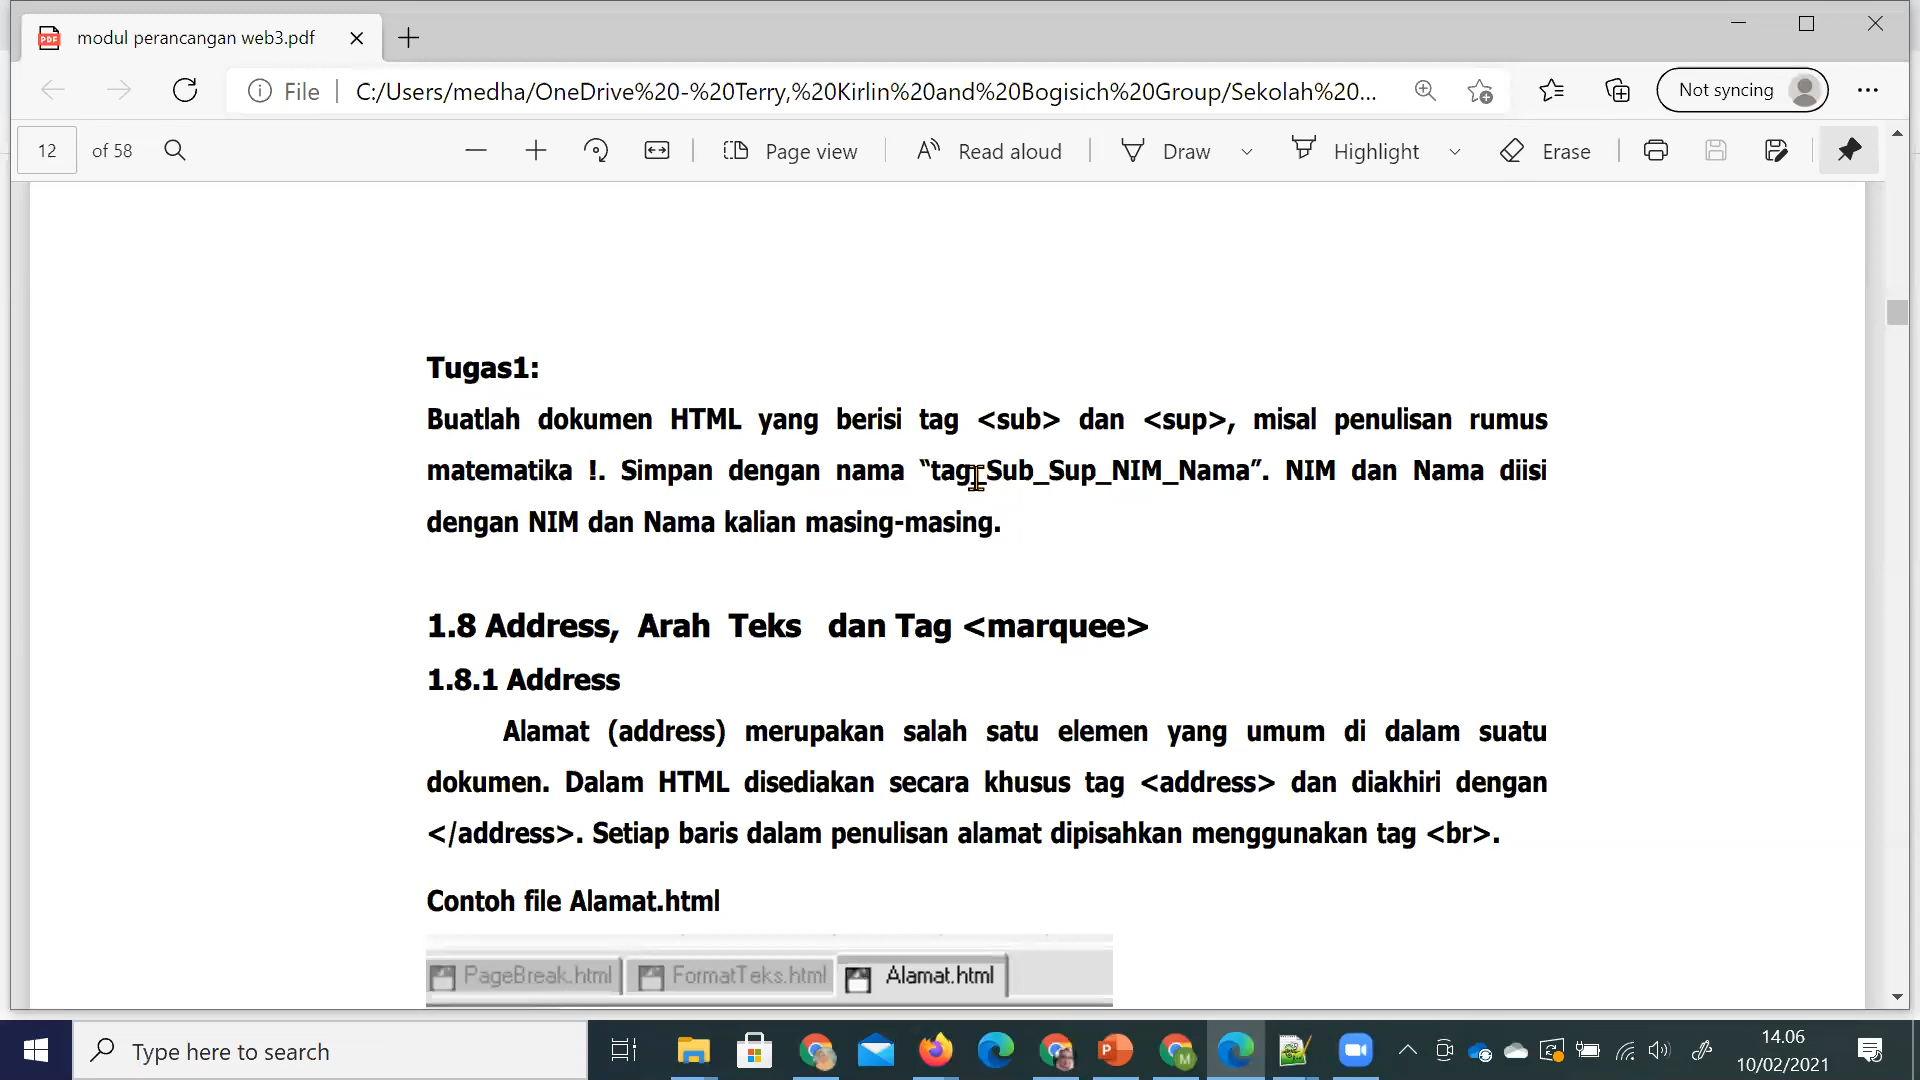 modul perancangan web3.pdf
File
C:/Users/medha/OneDrive%20-%20Terry,%20Kirlin%20and%20Bogisich%20Group/Sekolah%20...
Not syncing
12 of 58
Page view
Read aloud
Draw
Highlight
Erase
Tugas1:
Buatlah dokumen HTML yang berisi tag <sub> dan <sup>, misal penulisan rumus
matematika !. Simpan dengan nama “tag_Sub_Sup_NIM_Nama”. NIM dan Nama diisi
dengan NIM dan Nama kalian masing-masing.
1.8 Address, Arah Teks dan Tag <marquee>
1.8.1 Address
Alamat (address) merupakan salah satu elemen yang umum di dalam suatu
dokumen. Dalam HTML disediakan secara khusus tag <address> dan diakhiri dengan
</address>. Setiap baris dalam penulisan alamat dipisahkan menggunakan tag <br>.
Contoh file Alamat.html
PageBreak.html FormatTeks.html Alamat.html
Type here to search
14.06
10/02/2021